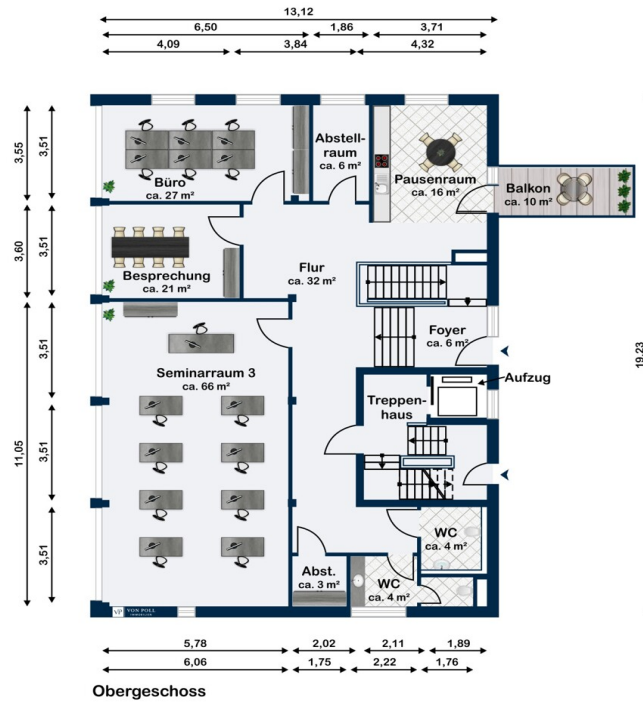 13,12
6,50 1,86 3,71
4,09 3,84 4,32
3,55
3,51
Büro
ca. 27 m²
Abstell-
raum
ca. 6 m²
Pausenraum
ca. 16 m²
Balkon
ca. 10 m²
3,60
3,51
Besprechung
ca. 21 m²
Flur
ca. 32 m²
11,05
3,51
Foyer
ca. 6 m²
19,23
Seminarraum 3
ca. 66 m²
Aufzug
Treppen-
haus
3,51
3,51
WC
ca. 4 m²
Abst.
ca. 3 m²
WC
ca. 4 m²
VP VON POLL
IMMOBILIEN
5,78 2,02 2,11 1,89
6,06 1,75 2,22 1,76
Obergeschoss